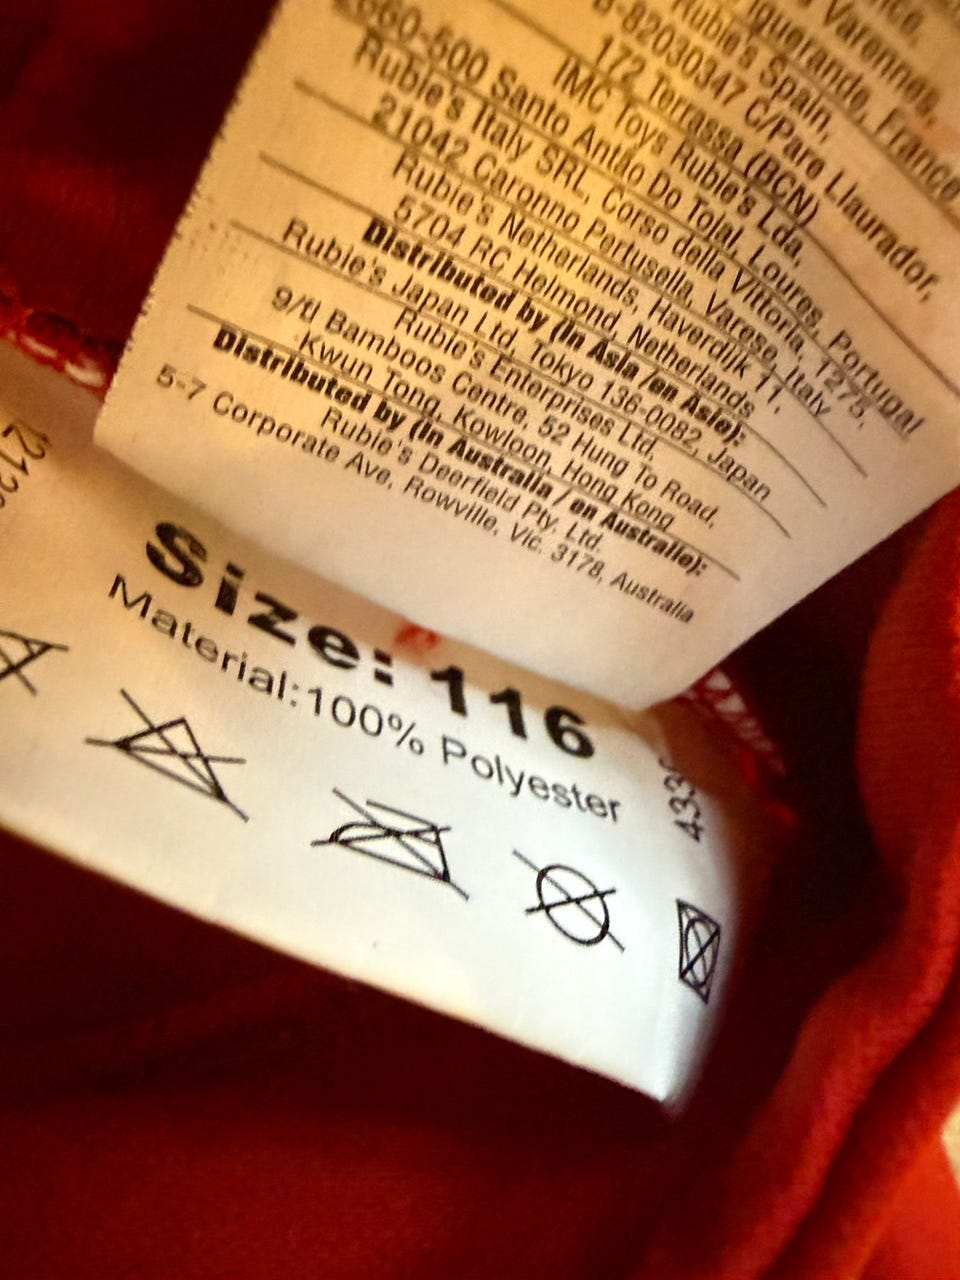 Varennes,
Iguerande, France
Rubie's Spain,
B-82030347 C/Pare Llaurador,
172 Terrassa (BCN)
IMC Toys Rubie's Lda,
2660-500 Santo Antão Do Tojal, Loures, Portugal
Rubie's Italy SRL, Corso della Vittoria, 1275,
21042 Caronno Pertusella, Varese, Italy
Rubie's Netherlands, Haverdijk 11,
5704 RC Helmond, Netherlands
Distributed by (in Asia /en Asie):
Rubie's Japan Ltd, Tokyo 136-0082, Japan
Rubie's Enterprises Ltd.
Bamboos Centre, 52 Hung To Road,
Kwun Tong, Kowloon, Hong Kong
Distributed by (in Australia / en Australie):
Rubie's Deerfield Pty. Ltd.
5-7 Corporate Ave, Rowville, Vic. 3178, Australia
Size: 116
Material:100% Polyester